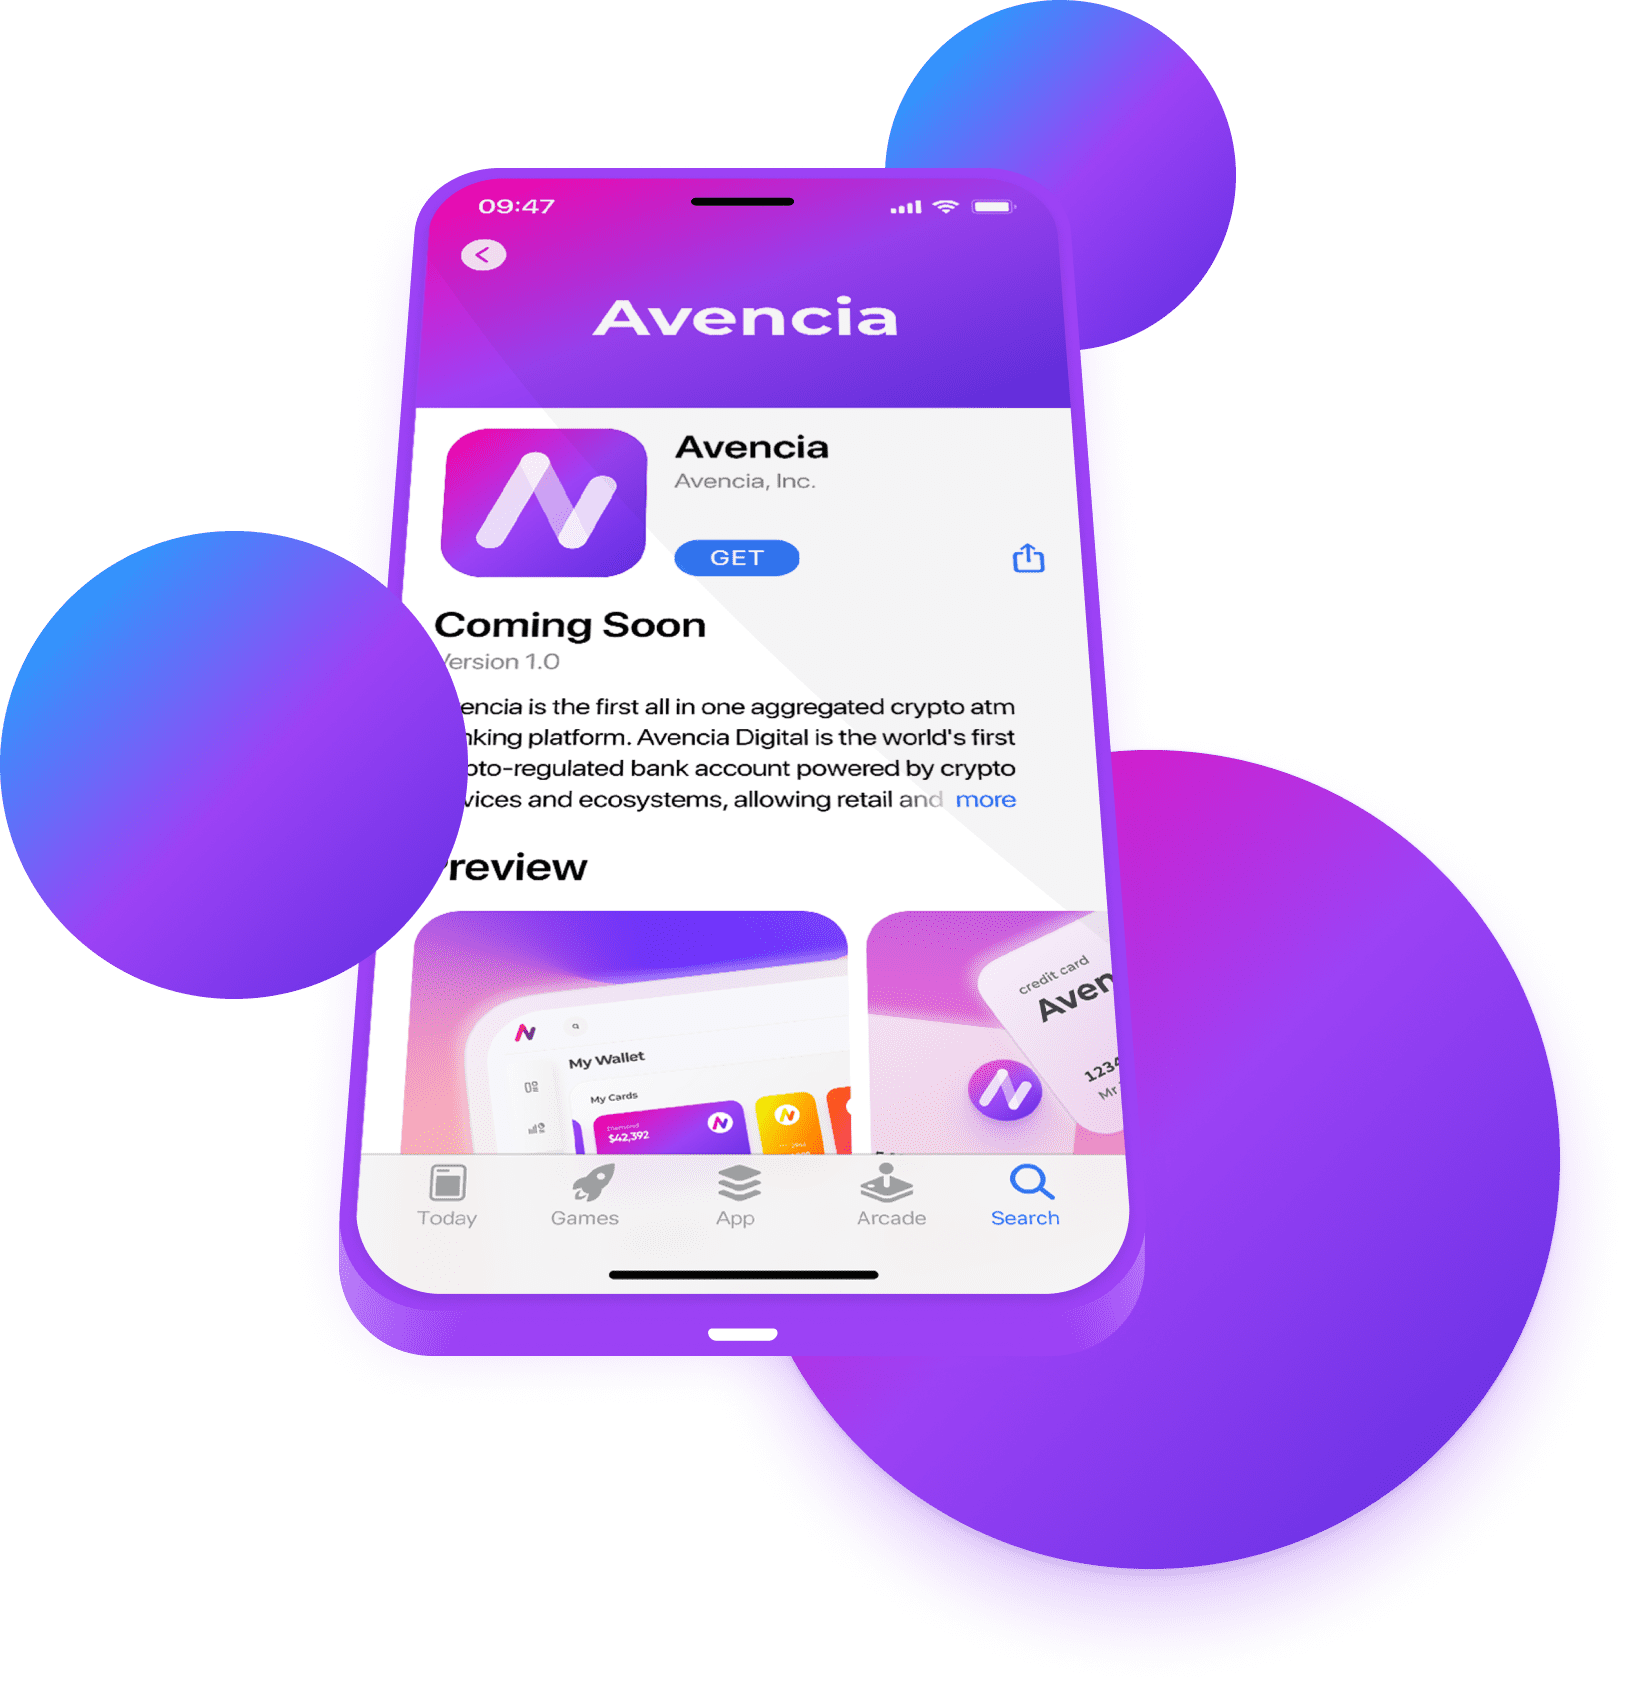 09:47
Avencia
Avencia
Avencia, Inc.
GET
Coming Soon
Version 1.0
encia is the first all in one aggregated crypto atm
nking platform. Avencia Digital is the world's first
pto-regulated bank account powered by crypto
vices and ecosystems, allowing retail and more
Preview
My Wallet
My Cards
Diamond
$42,392
credit card
Aven
1234
Mr
Today
Games
App
Arcade
Search